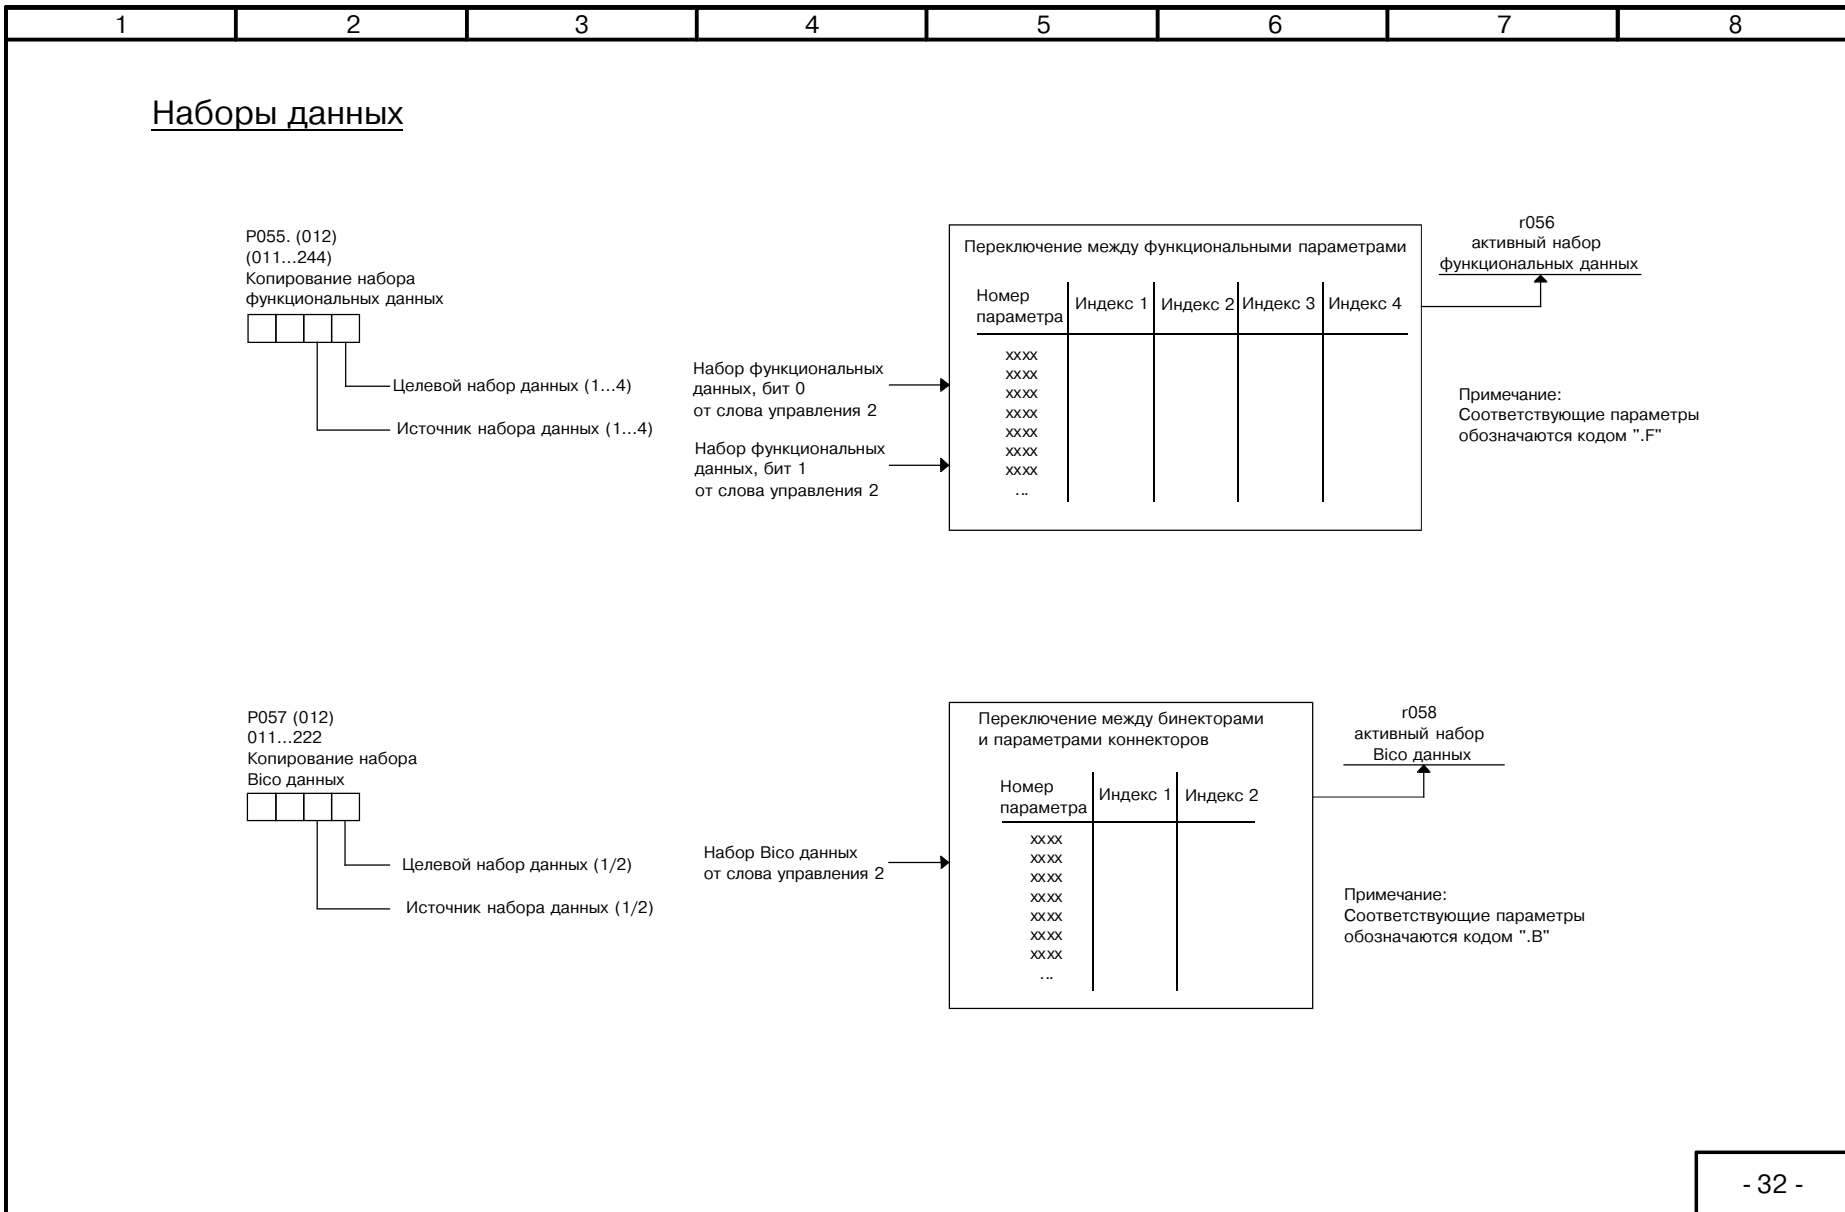 1 2 3 4 5 6 7 8
Наборы данных
P055. (012)
(011...244)
Копирование набора
функциональных данных
Целевой набор данных (1...4)
Источник набора данных (1...4)
Набор функциональных
данных, бит 0
от слова управления 2
Набор функциональных
данных, бит 1
от слова управления 2
Переключение между функциональными параметрами
Номер
параметра
Индекс 1 Индекс 2 Индекс 3 Индекс 4
xxxx
xxxx
xxxx
xxxx
xxxx
xxxx
xxxx
...
r056
активный набор
функциональных данных
Примечание:
Соответствующие параметры
обозначаются кодом ".F"
P057 (012)
011...222
Копирование набора
Bico данных
Целевой набор данных (1/2)
Источник набора данных (1/2)
Набор Bico данных
от слова управления 2
Переключение между бинекторами
и параметрами коннекторов
Номер
параметра
Индекс 1 Индекс 2
xxxx
xxxx
xxxx
xxxx
xxxx
xxxx
xxxx
...
r058
активный набор
Bico данных
Примечание:
Соответствующие параметры
обозначаются кодом ".B"
- 32 -